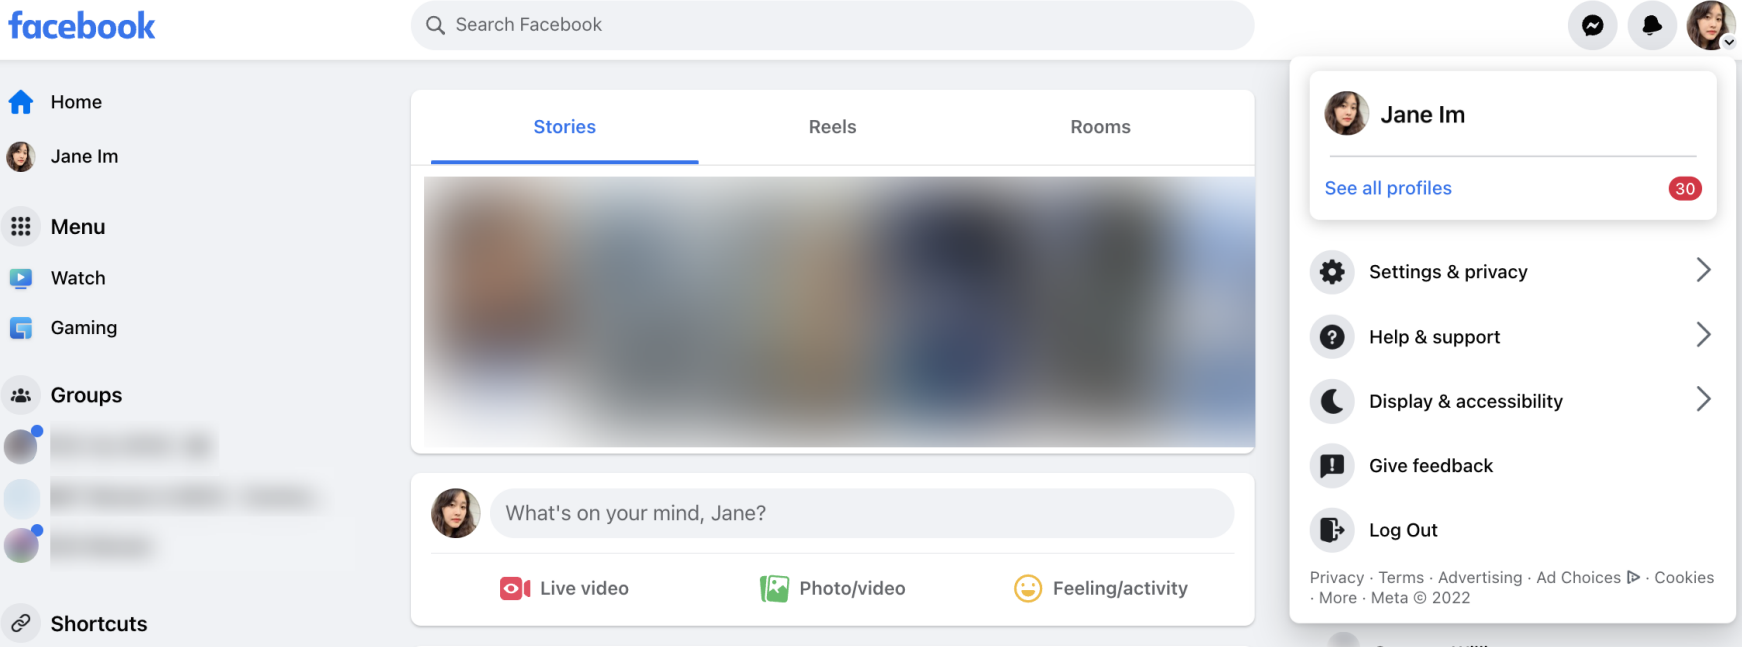 facebook
Search Facebook
Home
Jane Im
Menu
Watch
Gaming
Groups
Shortcuts
Stories Reels Rooms
What's on your mind, Jane?
Live video Photo/video Feeling/activity
Jane Im
See all profiles 30
Settings & privacy
Help & support
Display & accessibility
Give feedback
Log Out
Privacy · Terms · Advertising · Ad Choices · Cookies
· More · Meta © 2022